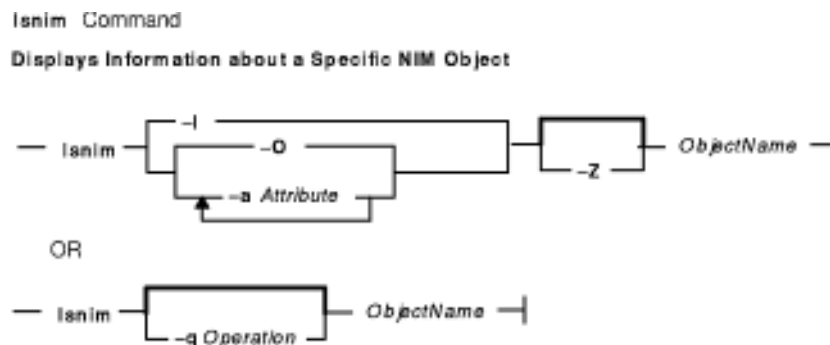 lsnim Command
Displays Information about a Specific NIM Object
-l
lsnim -O -Z ObjectName
-a Attribute
OR
lsnim ObjectName
-q Operation